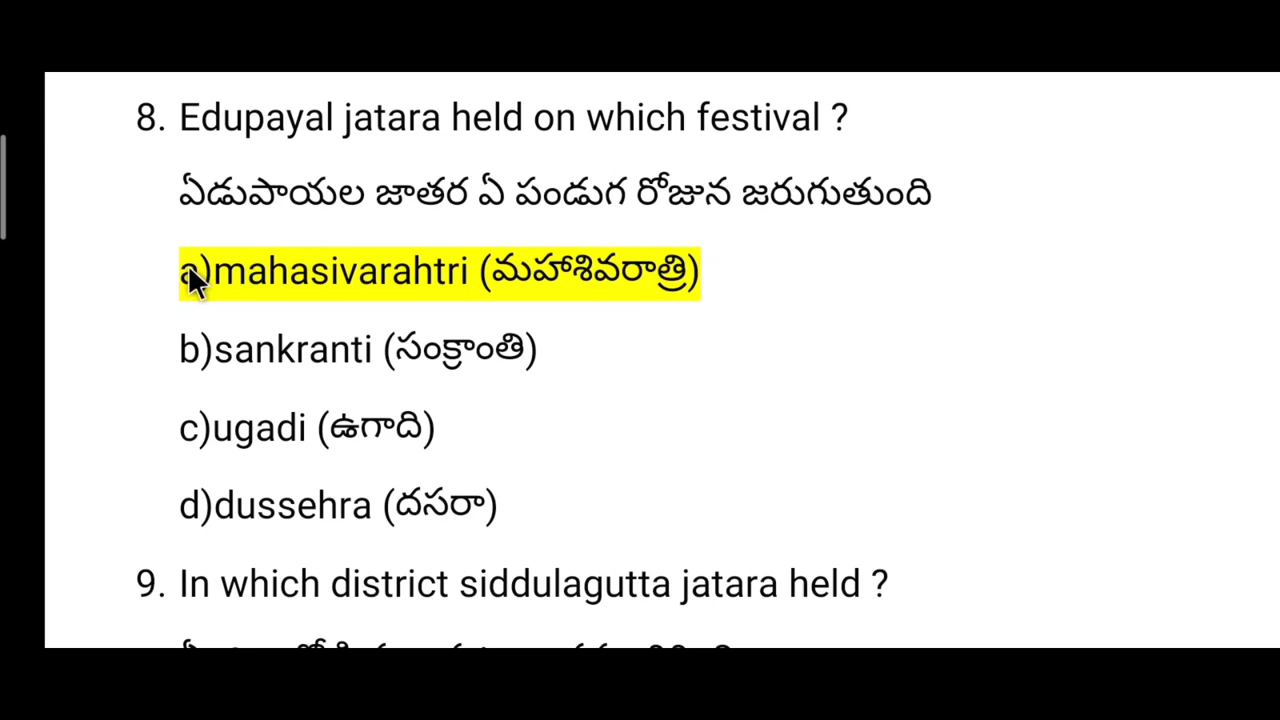 8. Edupayal jatara held on which festival ?
ఏడుపాయల జాతర ఏ పండుగ రోజున జరుగుతుంది
a)mahasivarahtri (మహాశివరాత్రి)
b)sankranti (సంక్రాంతి)
c)ugadi (ఉగాది)
d)dussehra (దసరా)
9. In which district siddulagutta jatara held ?